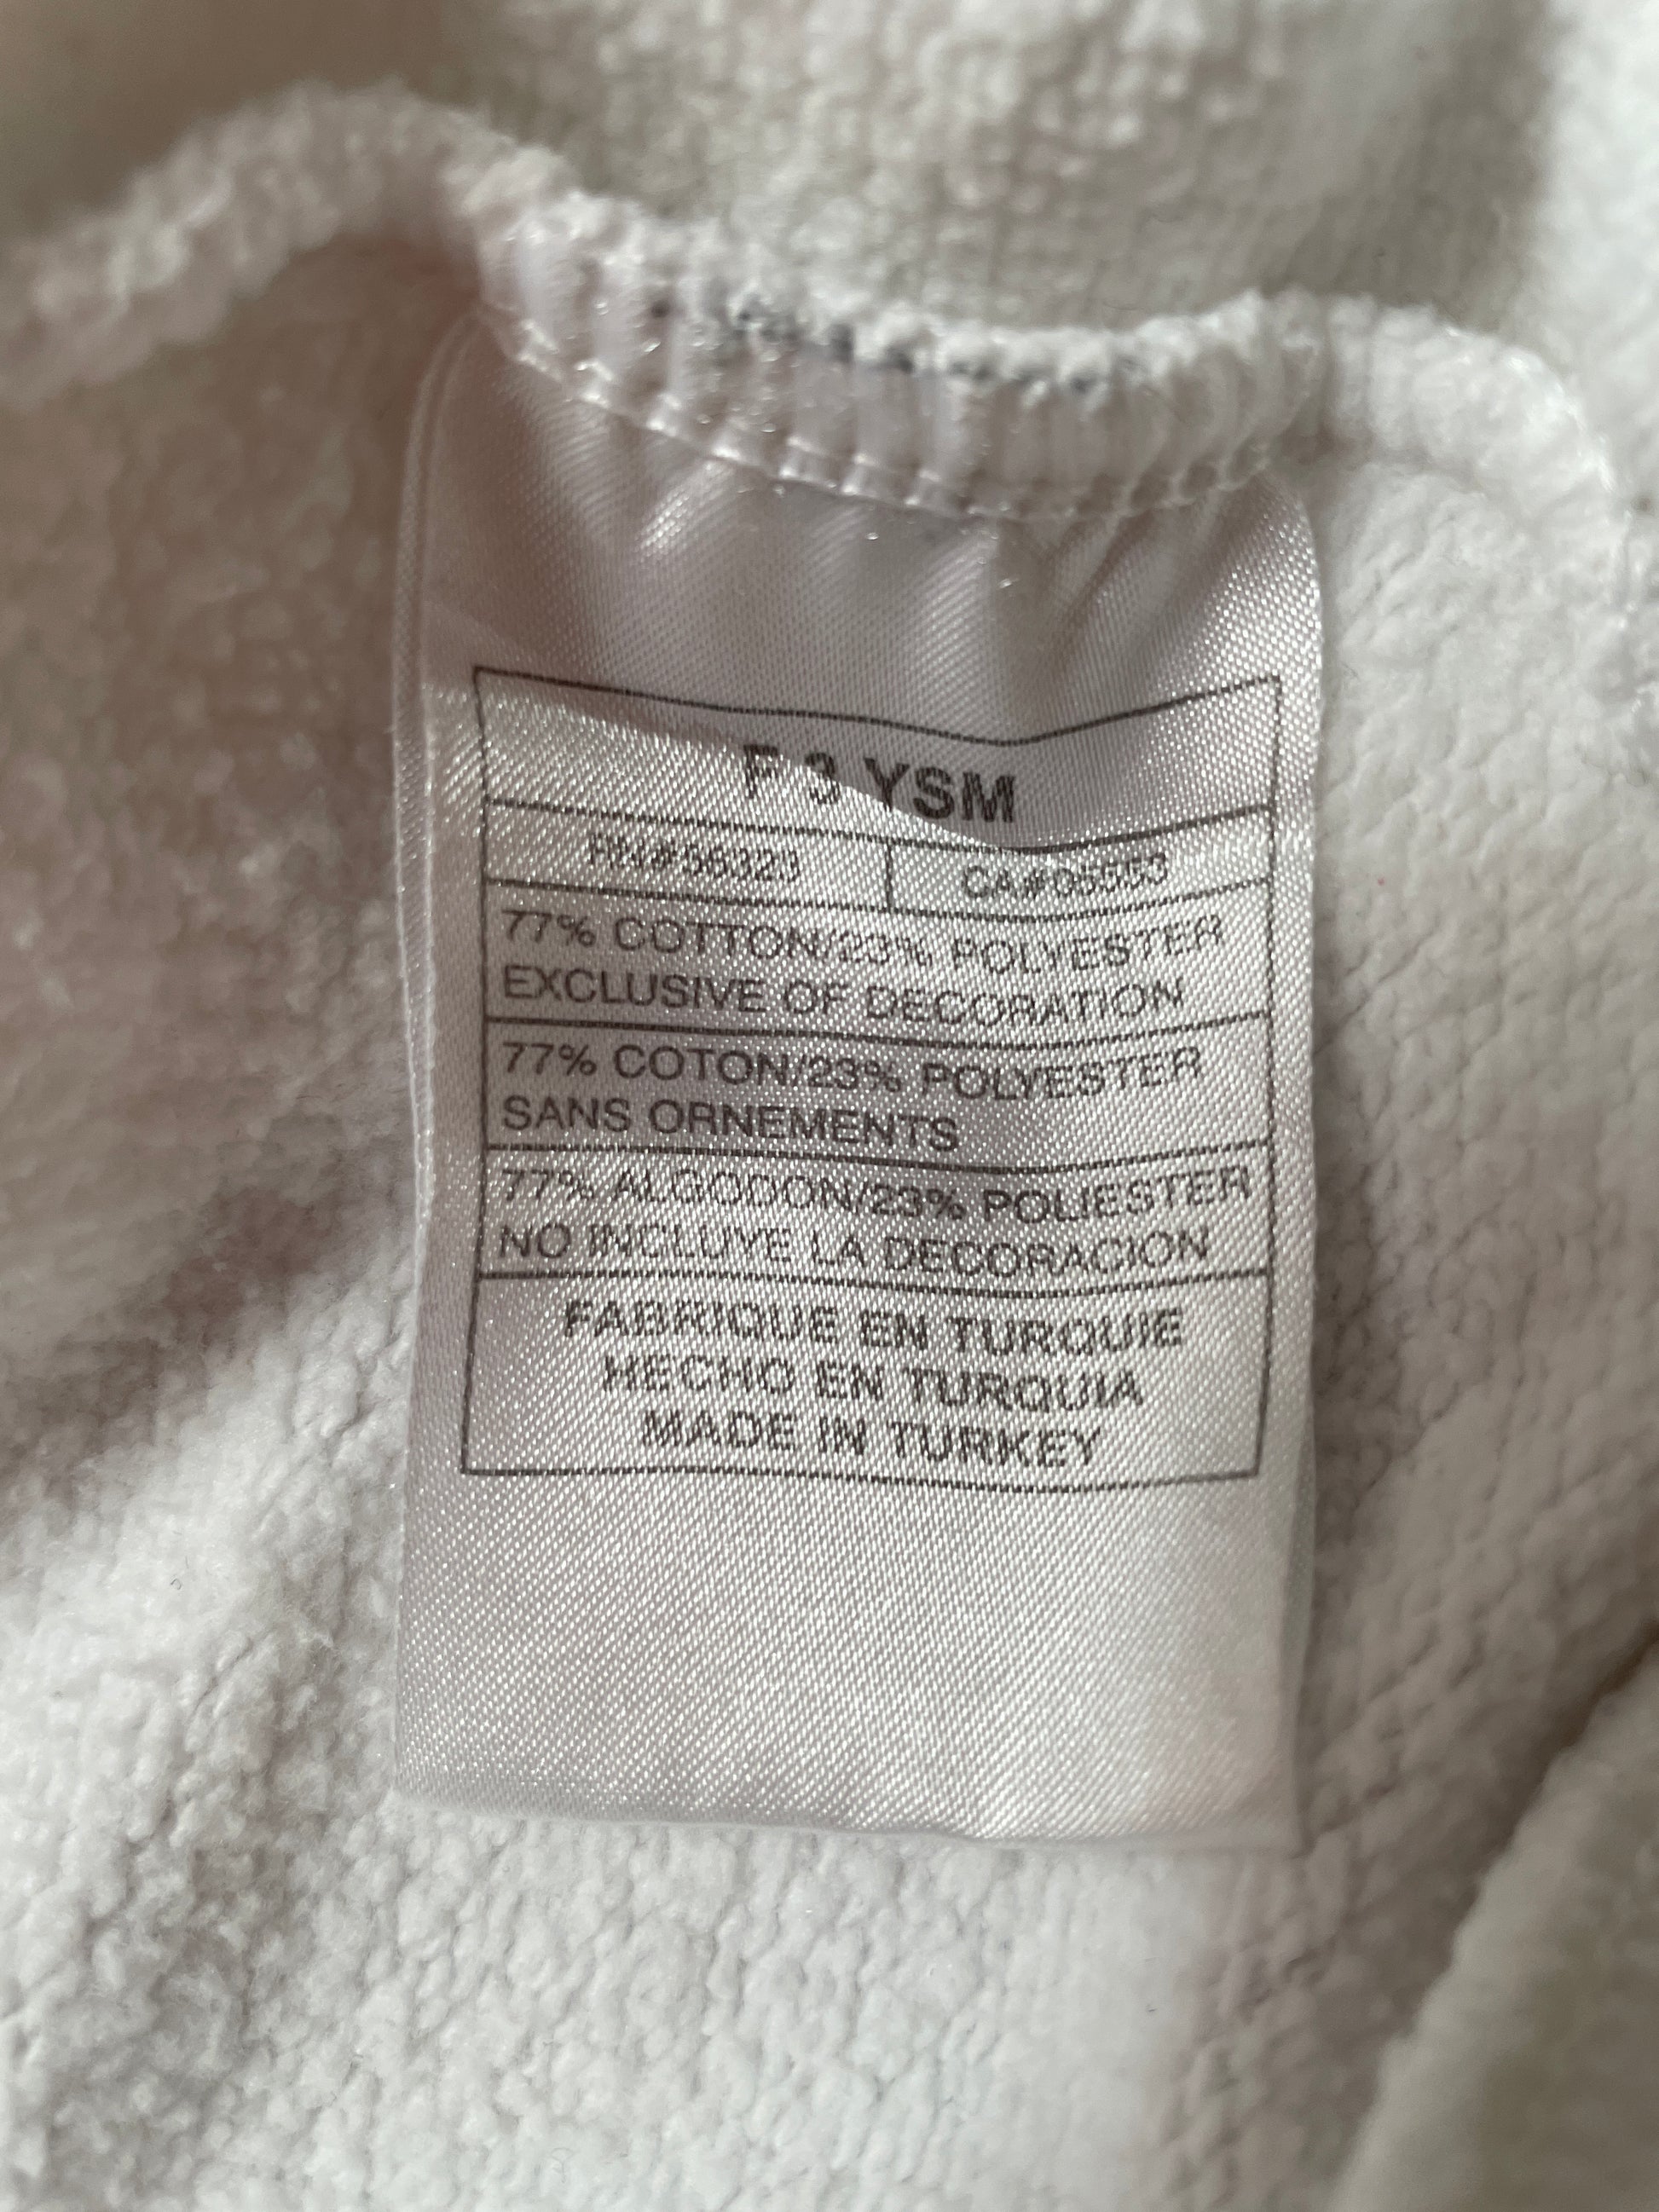 F 3 YSM
RN#56323 CA#05553
77% COTTON/23% POLYESTER
EXCLUSIVE OF DECORATION
77% COTON/23% POLYESTER
SANS ORNEMENTS
77% ALGODON/23% POLIESTER
NO INCLUYE LA DECORACION
FABRIQUE EN TURQUIE
HECHO EN TURQUIA
MADE IN TURKEY